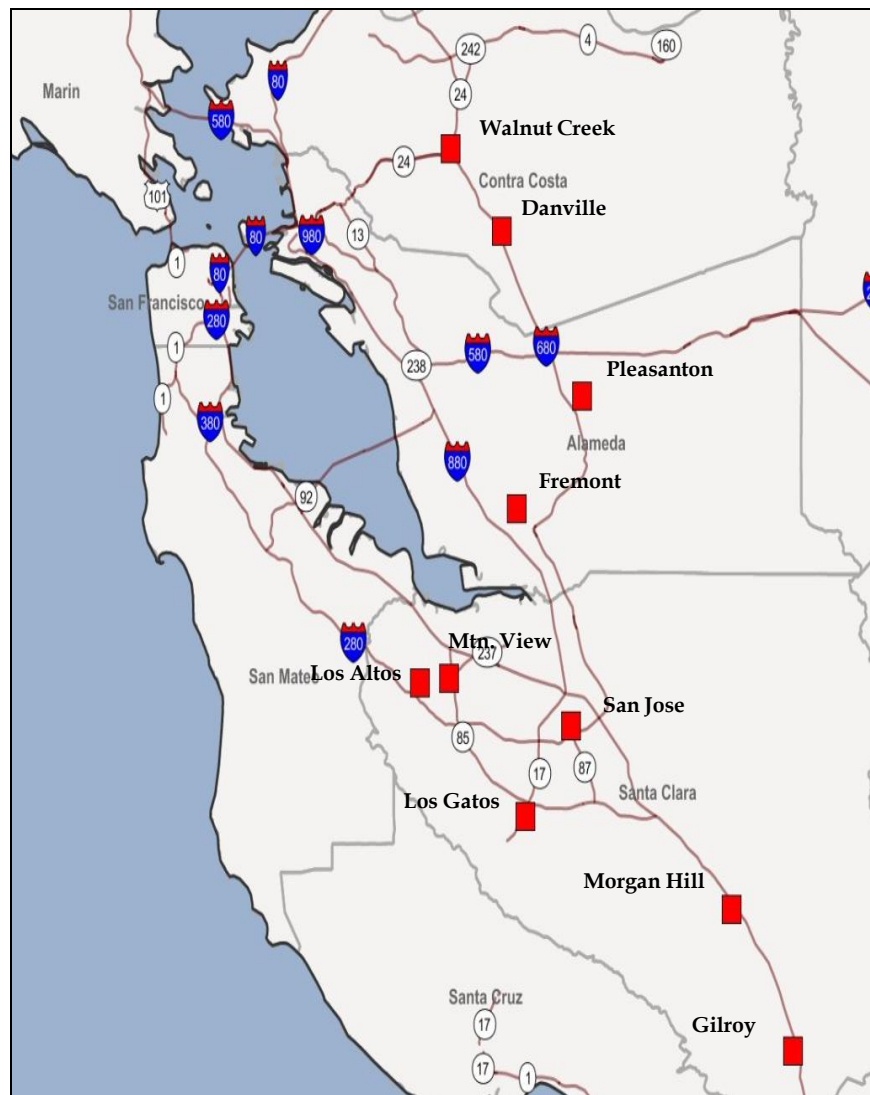 242
4
160
80
Marin
24
580
Walnut Creek
24
Contra Costa
101
Danville
80
980
13
1
80
San Francisco
280
1
580
680
238
Pleasanton
1
380
Alameda
880
Fremont
92
280
Mtn. View
237
San Mateo
Los Altos
San Jose
85
17
87
Santa Clara
Los Gatos
Morgan Hill
Santa Cruz
17
Gilroy
17
1